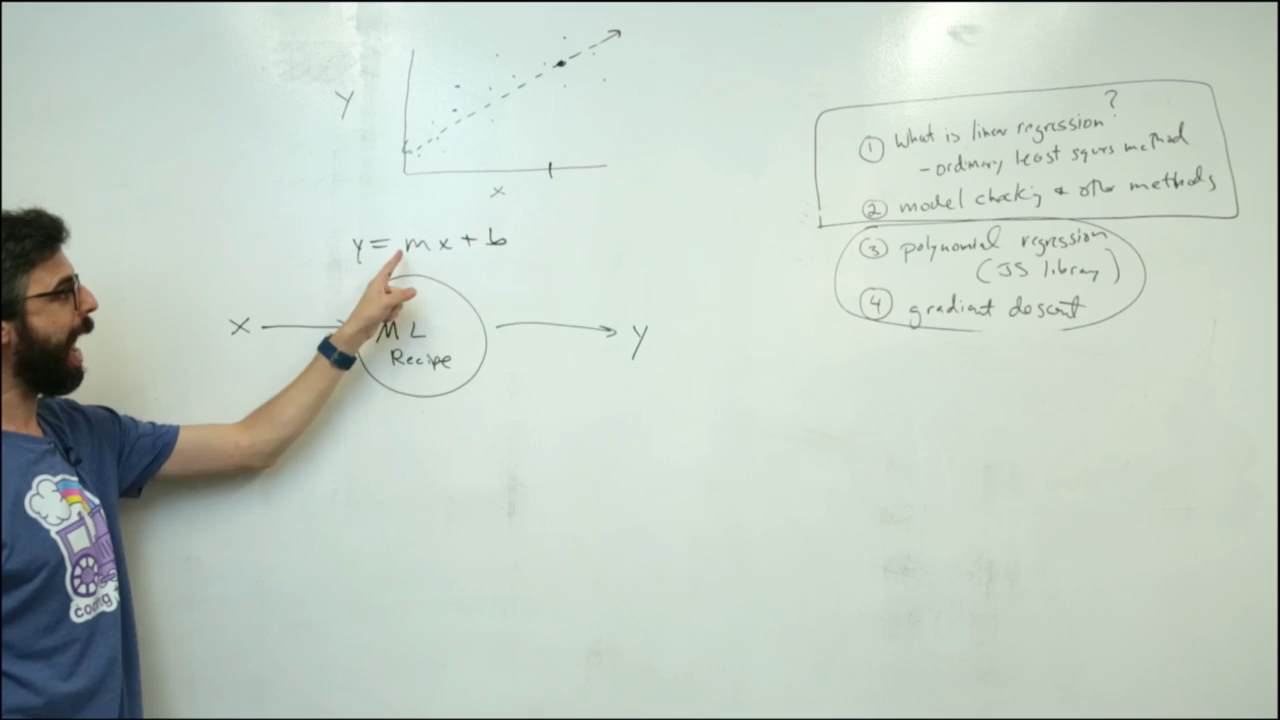 Y
x
y = mx + b
X
ML
Recipe
y
① What is linear regression?
- ordinary least squrs method
② model checking & other methods
③ polynomial regression
(JS library)
④ gradient descent
coding